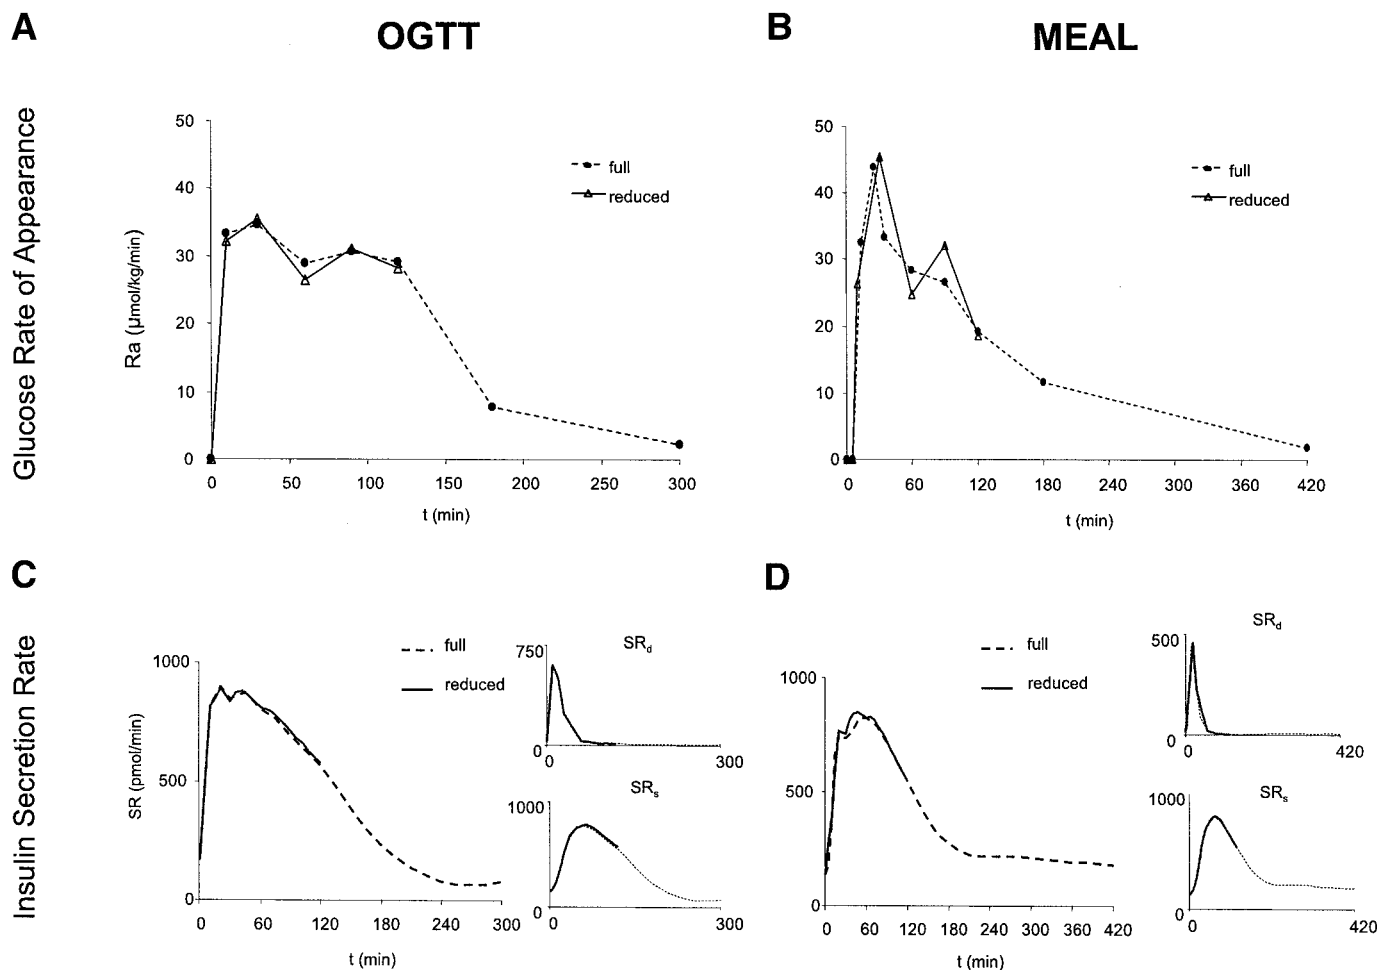 A
OGTT
B
MEAL
Glucose Rate of Appearance
Ra (µmol/kg/min)
50
40
30
20
10
0
full
reduced
0
50
100
150
200
250
300
t (min)
50
40
30
20
10
0
full
reduced
0
60
120
180
240
300
360
420
t (min)
C
D
Insulin Secretion Rate
SR (pmol/min)
1000
500
0
full
reduced
0
60
120
180
240
300
t (min)
SRd
750
0
0
300
SRs
1000
0
0
300
1000
500
0
full
reduced
0
60
120
180
240
300
360
420
t (min)
SRd
500
0
0
420
SRs
1000
0
0
420